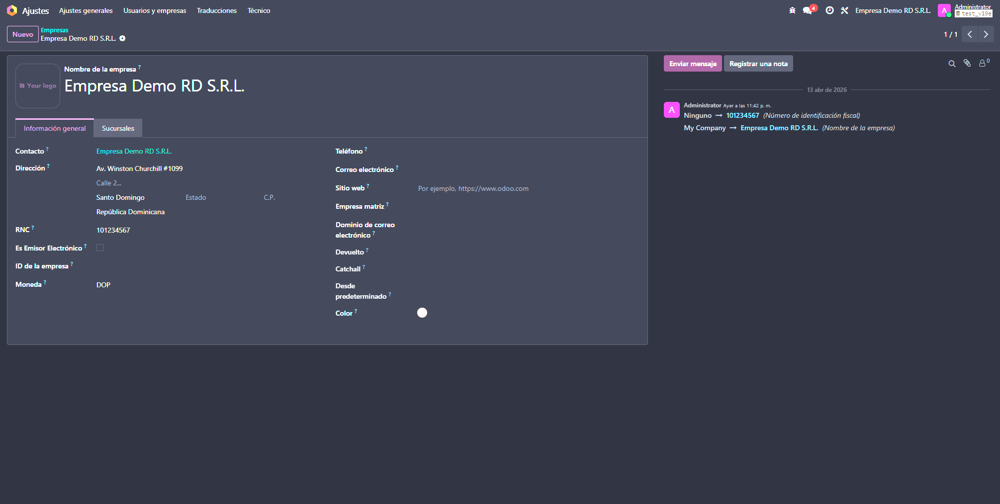 Ajustes Ajustes generales Usuarios y empresas Traducciones Técnico 4 Empresa Demo RD S.R.L. A Administrator
test_v19e
Nuevo Empresas
Empresa Demo RD S.R.L. 1 / 1
Your logo
Nombre de la empresa ?
Empresa Demo RD S.R.L.
Información general Sucursales
Contacto ? Empresa Demo RD S.R.L.
Dirección ? Av. Winston Churchill #1099
Calle 2...
Santo Domingo Estado C.P.
República Dominicana
RNC ? 101234567
Es Emisor Electrónico ?
ID de la empresa ?
Moneda ? DOP
Teléfono ?
Correo electrónico ?
Sitio web ? Por ejemplo, https://www.odoo.com
Empresa matriz ?
Dominio de correo
electrónico ?
Devuelto ?
Catchall ?
Desde
predeterminado ?
Color ?
Enviar mensaje Registrar una nota 0
13 abr de 2026
A Administrator Ayer a las 11:42 p. m.
Ninguno → 101234567 (Número de identificación fiscal)
My Company → Empresa Demo RD S.R.L. (Nombre de la empresa)